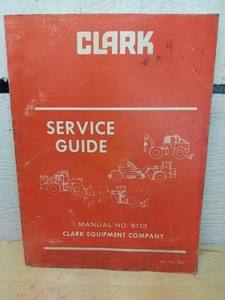 CLARK
SERVICE
GUIDE
MANUAL NO. 5113
CLARK EQUIPMENT COMPANY